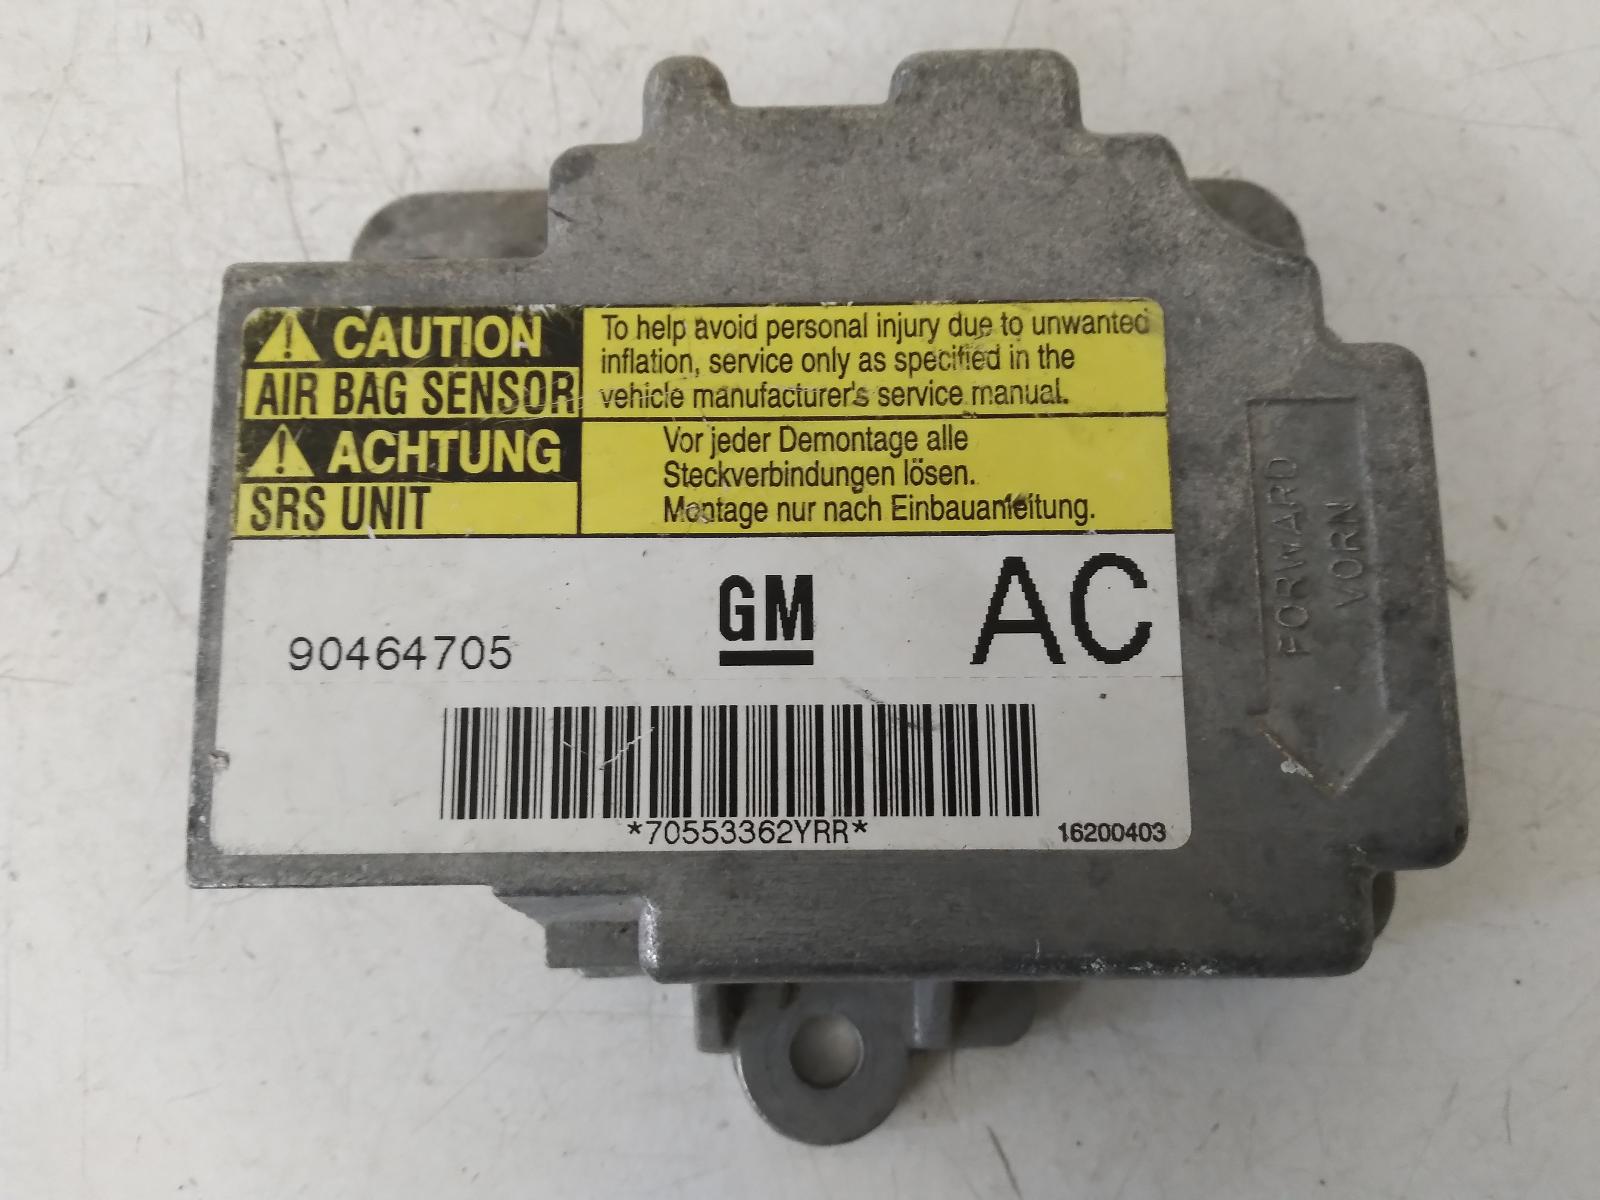 CAUTION
AIR BAG SENSOR
To help avoid personal injury due to unwanted
inflation, service only as specified in the
vehicle manufacturer's service manual.
ACHTUNG
SRS UNIT
Vor jeder Demontage alle
Steckverbindungen lösen.
Montage nur nach Einbauanleitung.
90464705
GM
AC
*70553362YRR*
16200403
FORWARD
VORN